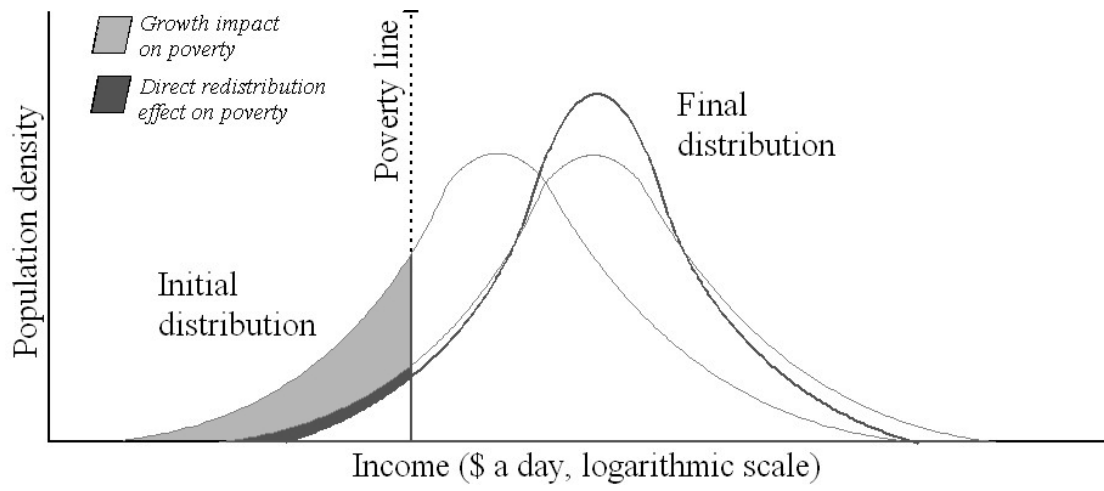 Growth impact
on poverty
Direct redistribution
effect on poverty
Poverty line
Population density
Initial
distribution
Final
distribution
Income ($ a day, logarithmic scale)